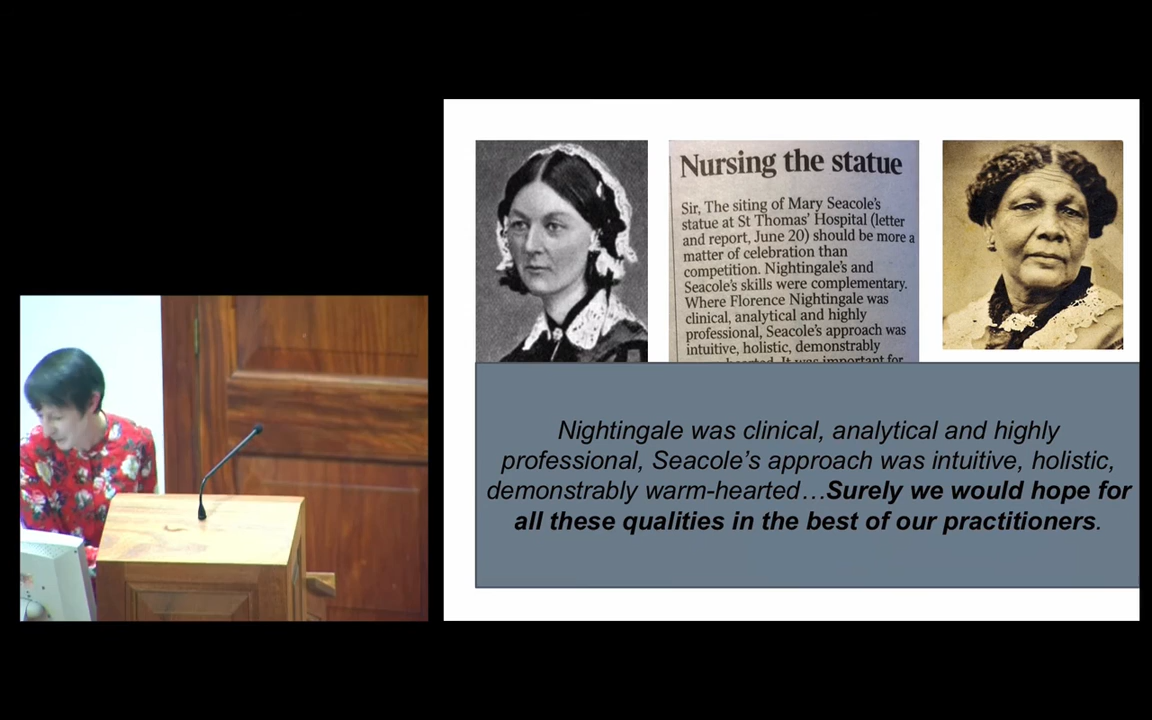 Nursing the statue
Sir, The siting of Mary Seacole's
statue at St Thomas' Hospital (letter
and report, June 20) should be more a
matter of celebration than
competition. Nightingale's and
Seacole's skills were complementary.
Where Florence Nightingale was
clinical, analytical and highly
professional, Seacole's approach was
intuitive, holistic, demonstrably
Nightingale was clinical, analytical and highly
professional, Seacole's approach was intuitive, holistic,
demonstrably warm-hearted…Surely we would hope for
all these qualities in the best of our practitioners.